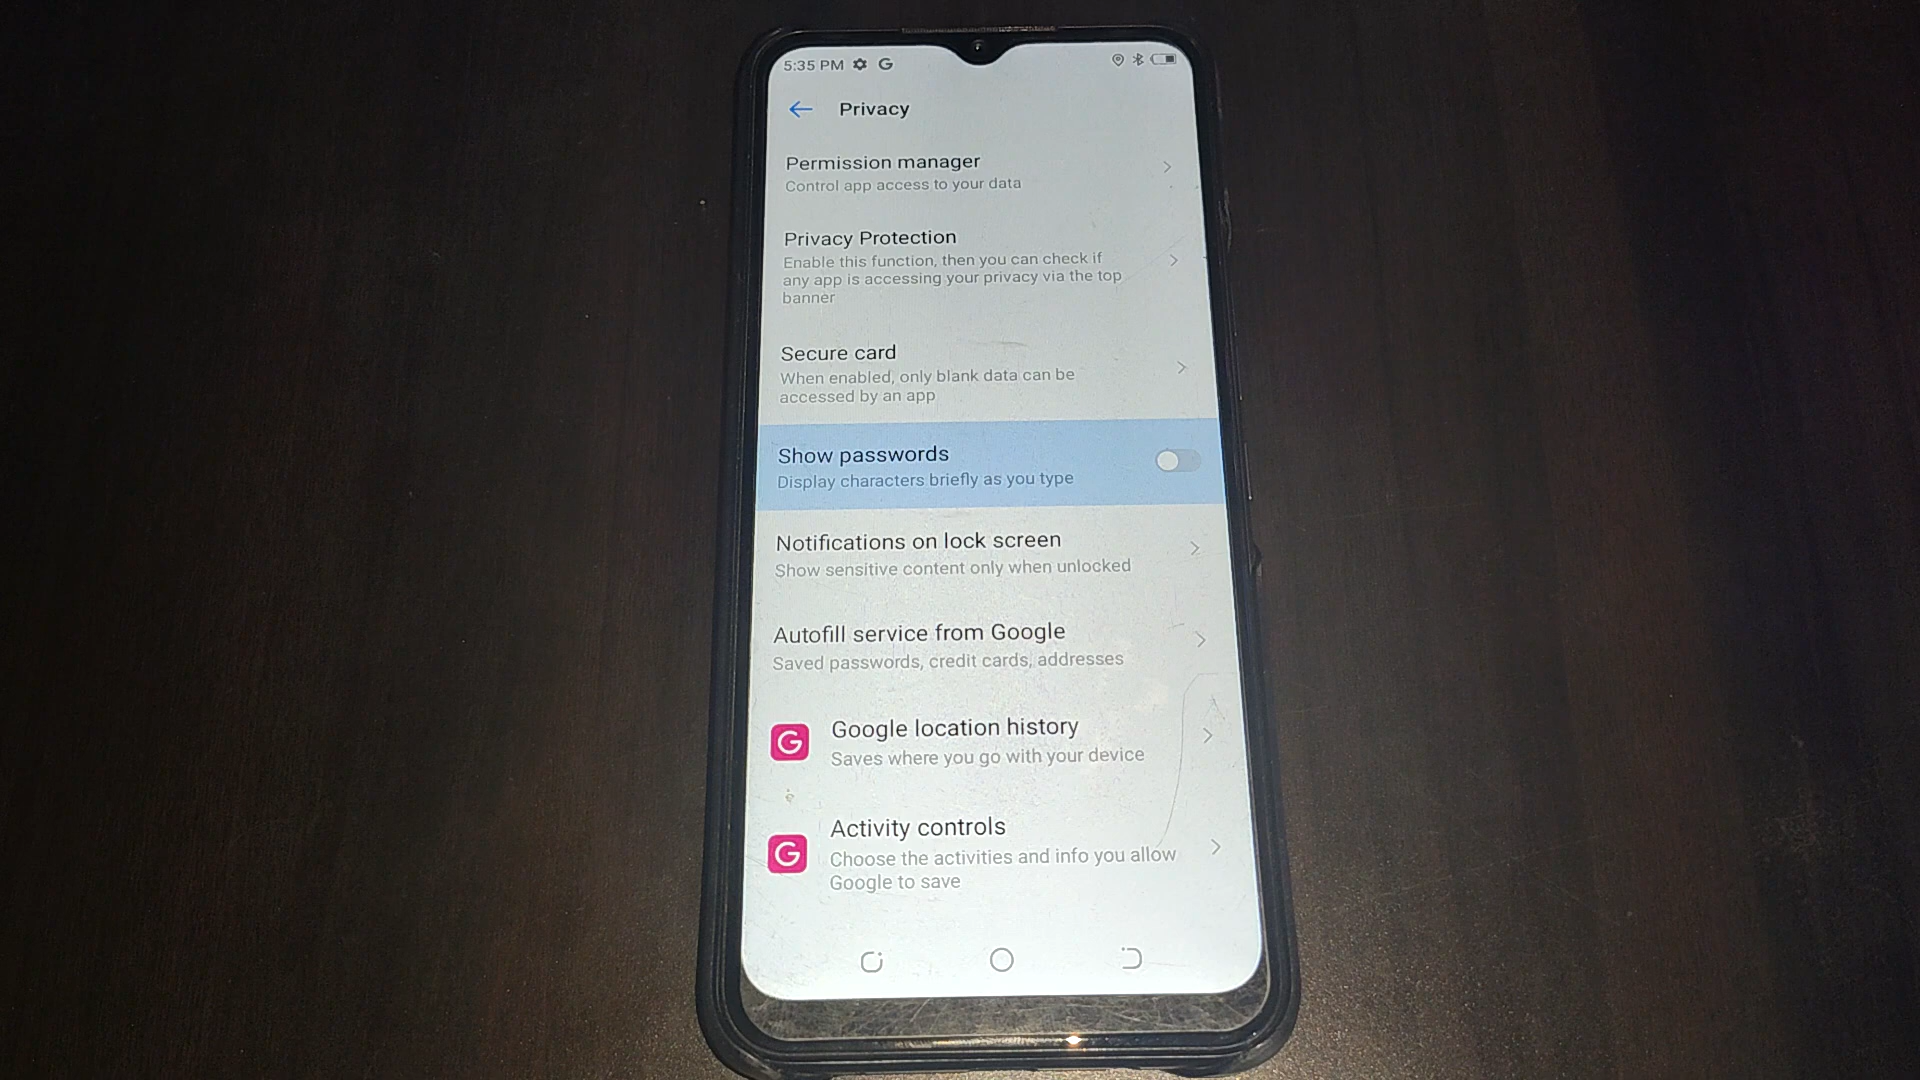 5:35 PM G
Privacy
Permission manager
Control app access to your data
Privacy Protection
Enable this function, then you can check if
any app is accessing your privacy via the top
banner
Secure card
When enabled, only blank data can be
accessed by an app
Show passwords
Display characters briefly as you type
Notifications on lock screen
Show sensitive content only when unlocked
Autofill service from Google
Saved passwords, credit cards, addresses
G
Google location history
Saves where you go with your device
G
Activity controls
Choose the activities and info you allow
Google to save